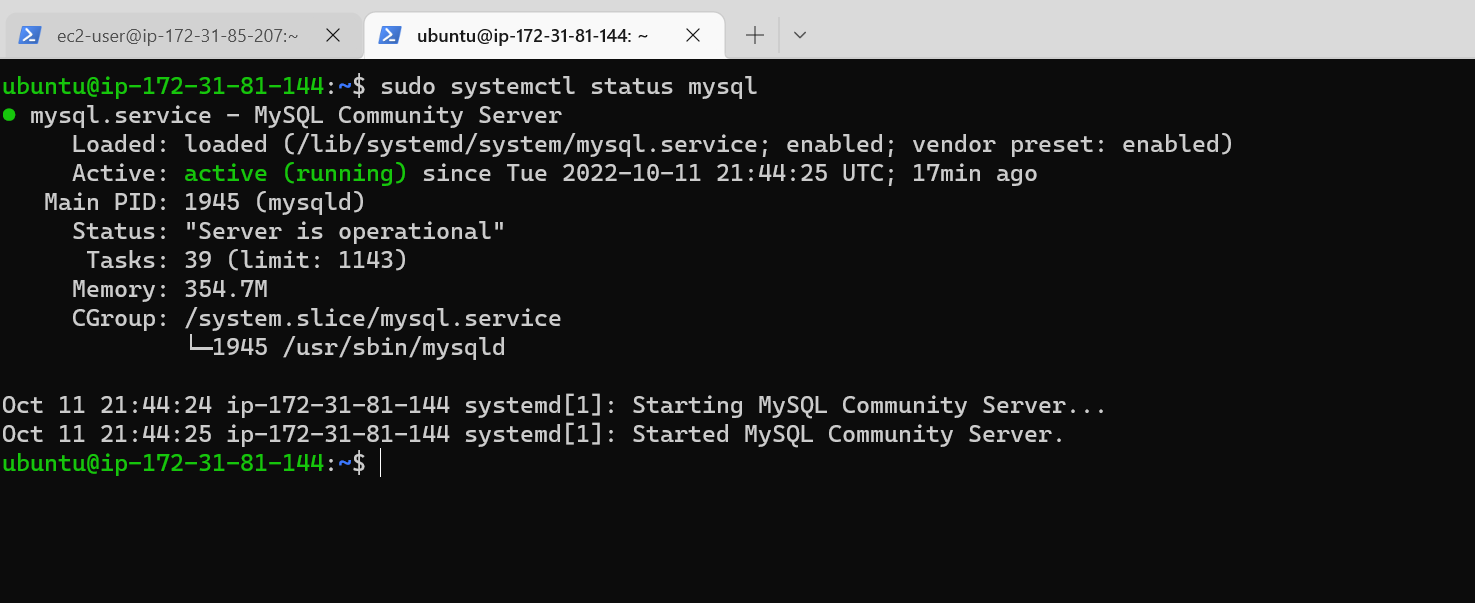 ec2-user@ip-172-31-85-207:~
ubuntu@ip-172-31-81-144: ~
ubuntu@ip-172-31-81-144:~$ sudo systemctl status mysql
● mysql.service - MySQL Community Server
     Loaded: loaded (/lib/systemd/system/mysql.service; enabled; vendor preset: enabled)
     Active: active (running) since Tue 2022-10-11 21:44:25 UTC; 17min ago
   Main PID: 1945 (mysqld)
     Status: "Server is operational"
      Tasks: 39 (limit: 1143)
     Memory: 354.7M
     CGroup: /system.slice/mysql.service
             └─1945 /usr/sbin/mysqld
Oct 11 21:44:24 ip-172-31-81-144 systemd[1]: Starting MySQL Community Server...
Oct 11 21:44:25 ip-172-31-81-144 systemd[1]: Started MySQL Community Server.
ubuntu@ip-172-31-81-144:~$